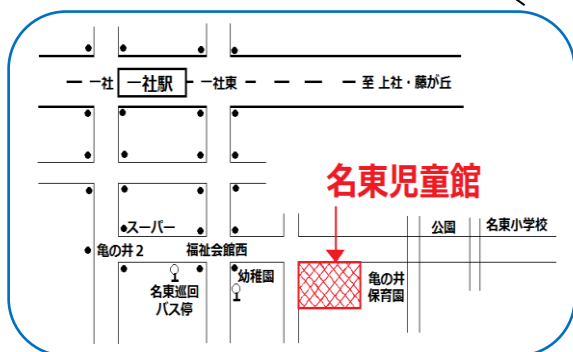 一社
一社駅
一社東
至 上社・藤が丘
名東児童館
スーパー
公園
名東小学校
亀の井2
福祉会館西
名東巡回
バス停
幼稚園
亀の井
保育園